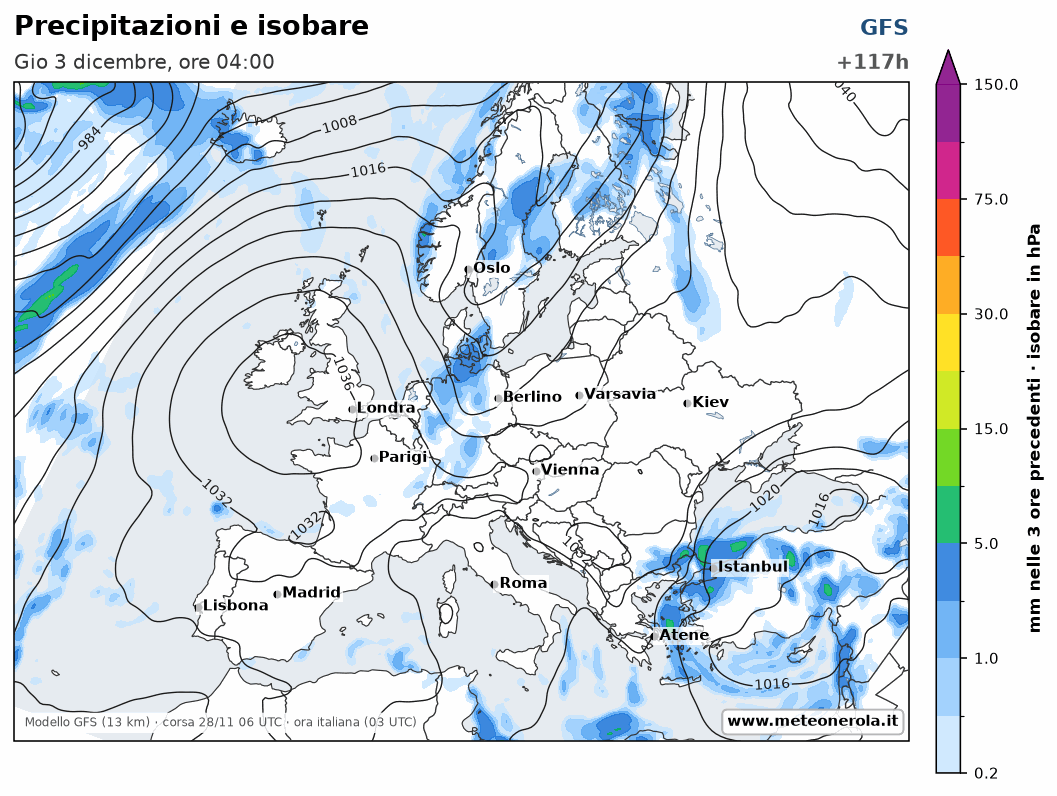 Precipitazioni e isobare
GFS
Gio 3 dicembre, ore 04:00
+117h
040
984
1008
1016
Oslo
1036
Londra
Berlino
Varsavia
Kiev
Parigi
Vienna
1032
1032
1020
1016
Istanbul
Roma
Madrid
Lisbona
Atene
1016
Modello GFS (13 km) · corsa 28/11 06 UTC · ora italiana (03 UTC)
www.meteonerola.it
150.0
75.0
30.0
15.0
5.0
1.0
0.2
mm nelle 3 ore precedenti · isobare in hPa